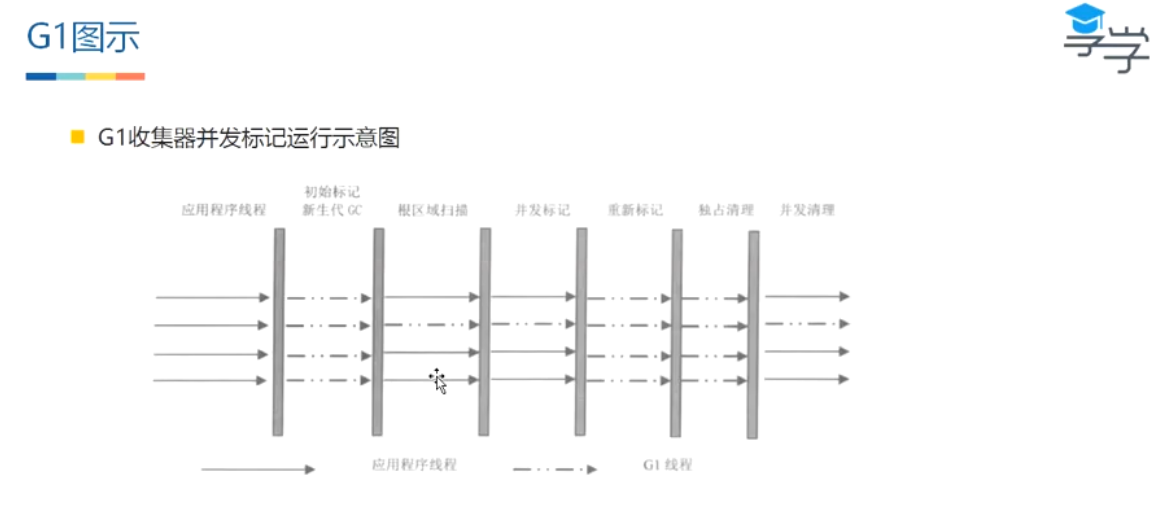 G1图示
享学
G1收集器并发标记运行示意图
初始标记
应用程序线程 新生代 GC 根区域扫描 并发标记 重新标记 独占清理 并发清理
应用程序线程 G1 线程